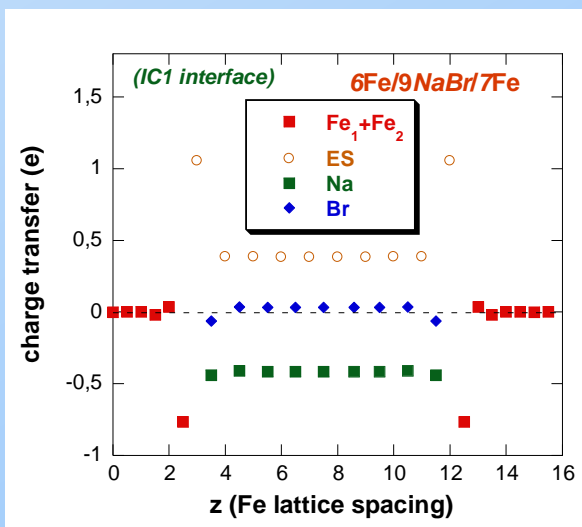 (IC1 interface) 6Fe/9NaBr/7Fe
Fe1+Fe2
ES
Na
Br
charge transfer (e)
1,5
1
0,5
0
-0,5
-1
0 2 4 6 8 10 12 14 16
z (Fe lattice spacing)